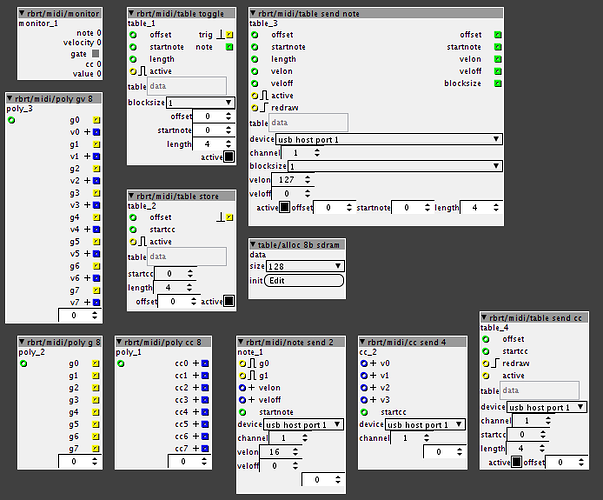 ▼ rbrt/midi/monitor
monitor_1
note 0
velocity 0
gate
cc 0
value 0
▼ rbrt/midi/table toggle
table_1
offset trig
startnote note
length
active
table data
blocksize 1
offset 0
startnote 0
length 4
active
▼ rbrt/midi/table send note
table_3
offset offset
startnote startnote
length velon
velon veloff
veloff blocksize
active
redraw
table data
device usb host port 1
channel 1
blocksize 1
velon 127
veloff 0
active offset 0 startnote 0 length 4
▼ rbrt/midi/poly gv 8
poly_3
g0
v0 +
g1
v1 +
g2
v2 +
g3
v3 +
g4
v4 +
g5
v5 +
g6
v6 +
g7
v7 +
0
▼ rbrt/midi/table store
table_2
offset
startcc
active
table data
startcc 0
length 4
offset 0 active
▼ table/alloc 8b sdram
data
size 128
init Edit
▼ rbrt/midi/poly g 8
poly_2
g0
g1
g2
g3
g4
g5
g6
g7
0
▼ rbrt/midi/poly cc 8
poly_1
cc0 +
cc1 +
cc2 +
cc3 +
cc4 +
cc5 +
cc6 +
cc7 +
0
▼ rbrt/midi/note send 2
note_1
g0
g1
+ velon
+ veloff
startnote
device usb host port 1
channel 1
velon 16
veloff 0
0
▼ rbrt/midi/cc send 4
cc_2
+ v0
+ v1
+ v2
+ v3
startcc
device usb host port 1
channel 1
0
▼ rbrt/midi/table send cc
table_4
offset
startcc
redraw
active
table data
device usb host port 1
channel 1
startcc 0
length 4
active offset 0